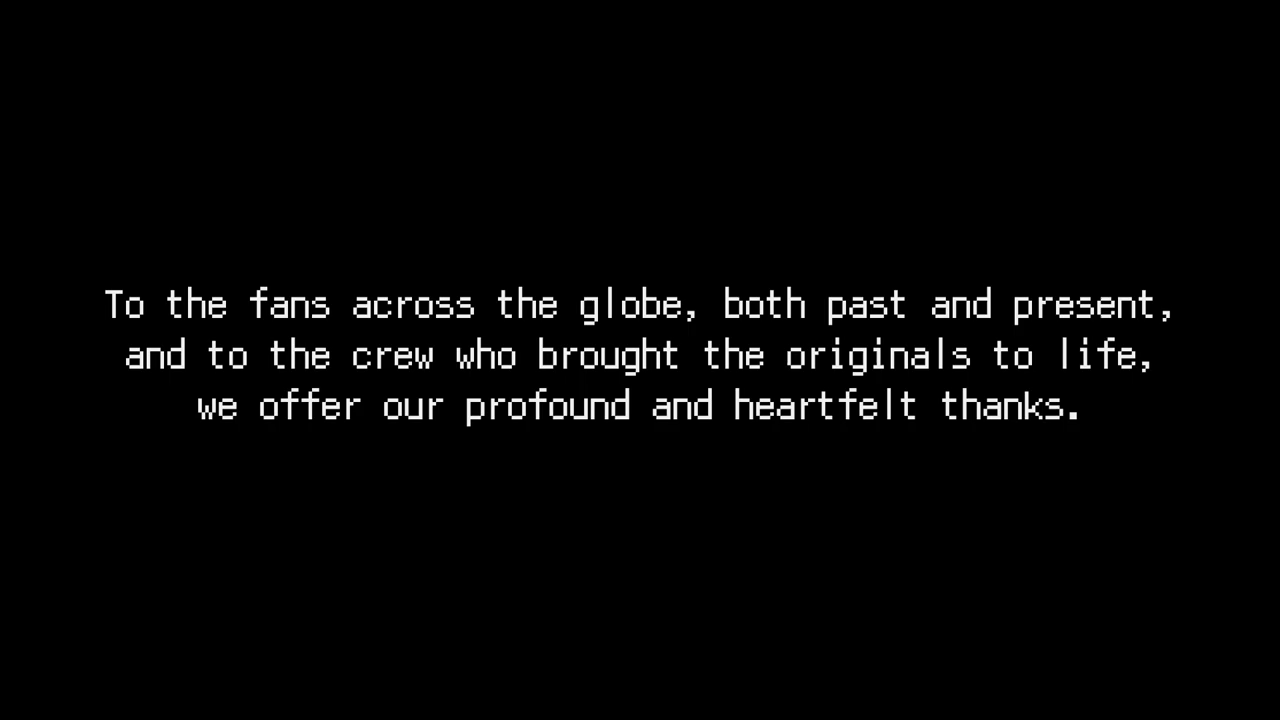 To the fans across the globe, both past and present,
and to the crew who brought the originals to life,
we offer our profound and heartfelt thanks.